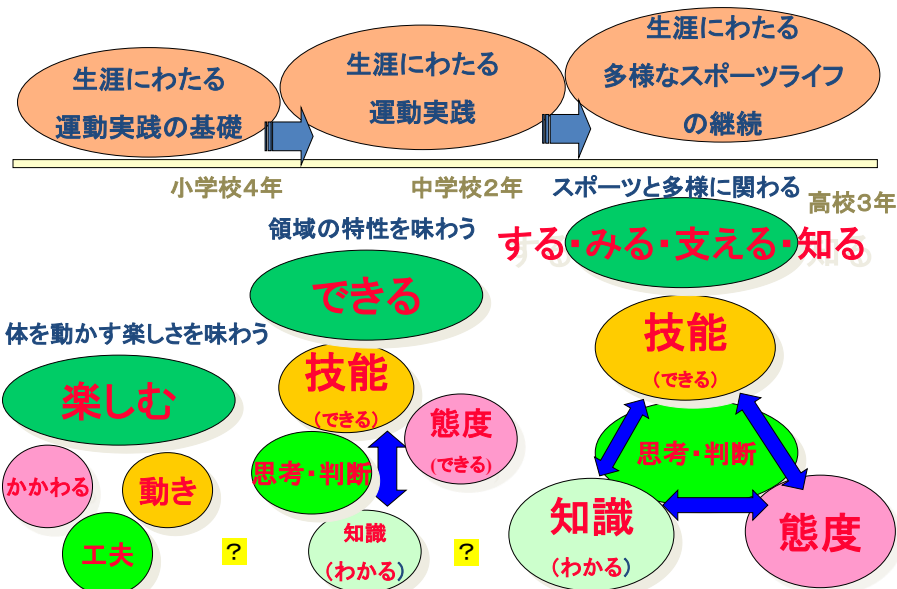 生涯にわたる
運動実践の基礎
生涯にわたる
運動実践
生涯にわたる
多様なスポーツライフ
の継続
小学校4年
中学校2年
高校3年
スポーツと多様に関わる
する・みる・支える・知る
領域の特性を味わう
できる
体を動かす楽しさを味わう
楽しむ
かかわる
動き
工夫
?
技能
(できる)
態度
(できる)
思考・判断
知識
(わかる)
?
技能
(できる)
思考・判断
知識
(わかる)
態度